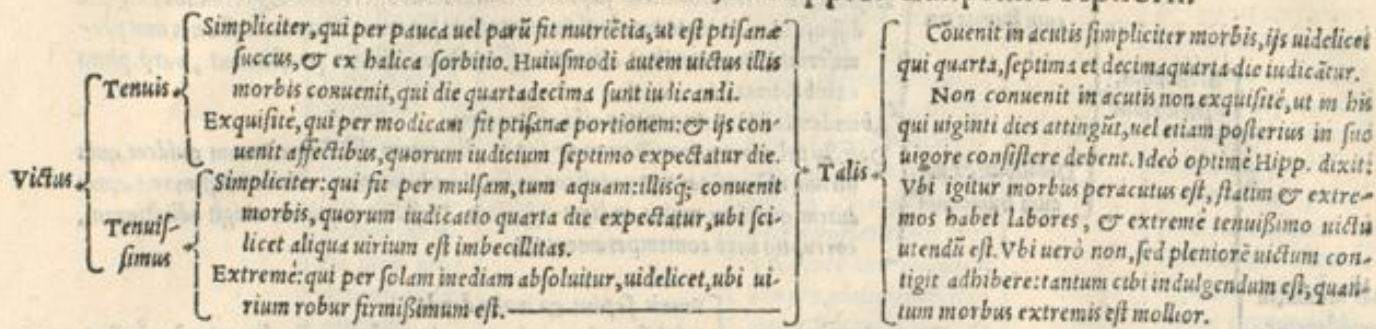 Simpliciter, qui per pauca uel parũ fit nutriẽtia, ut est ptisanæ
succus, & ex halica sorbitio. Huiusmodi autem uictus illis
morbis conuenit, qui die quartadecima sunt iudicandi.
Tenuis
Exquisitè, qui per modicam fit ptisanæ portionem: & ijs con-
uenit affectibus, quorum iudicium septimo expectatur die.
Victus
Simpliciter: qui fit per mulsam, tum aquam: illisq́; conuenit
morbis, quorum iudicatio quarta die expectatur, ubi sci-
licet aliqua uirium est imbecillitas.
Tenuis-
simus
Extremè: qui per solam inediam absoluitur, uidelicet, ubi ui-
rium robur firmißimum est.
Talis
Cõuenit in acutis simpliciter morbis, ijs uidelicet
qui quarta, septima et decimaquarta die iudicãtur.
Non conuenit in acutis non exquisitè, ut in his
qui uiginti dies attingũt, uel etiam posterius in suo
uigore consistere debent. Ideò optimè Hipp. dixit:
Vbi igitur morbus peracutus est, statim & extre-
mos habet labores, & extremè tenuißimo uictu
utendũ est. Vbi uerò non, sed pleniorẽ uictum con-
tigit adhibere: tantum cibi indulgendum est, quan-
tum morbus extremis est mollior.